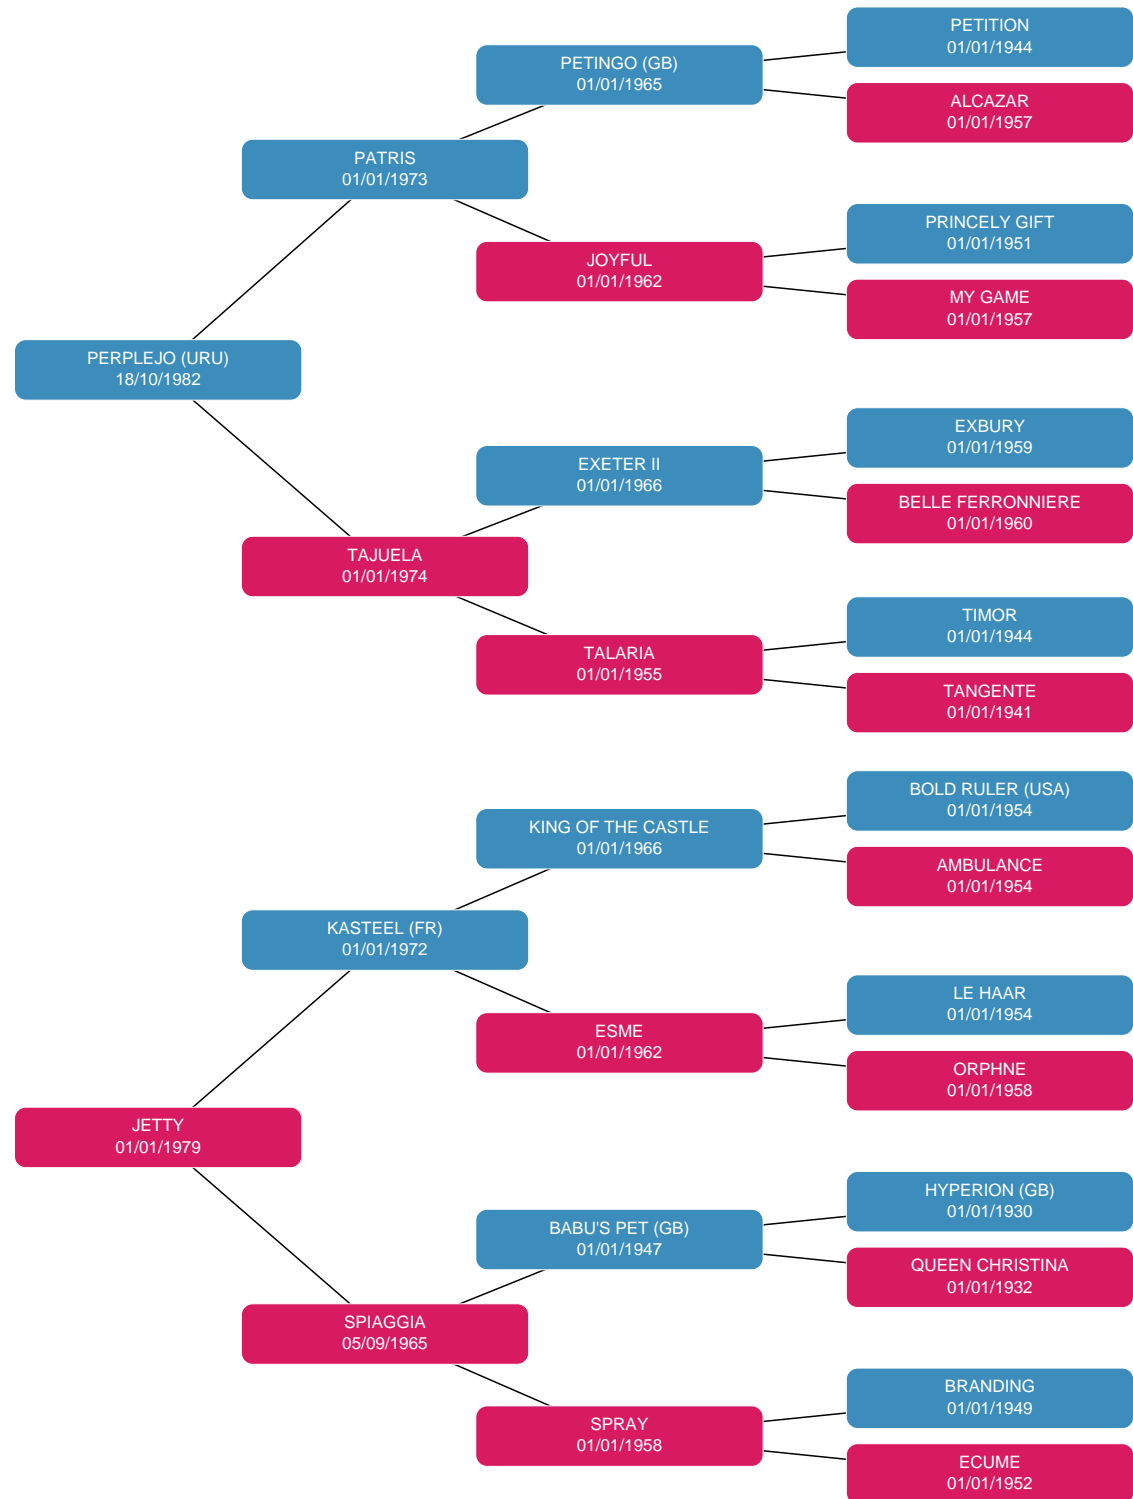 PETITION
01/01/1944
PETINGO (GB)
01/01/1965
ALCAZAR
01/01/1957
PATRIS
01/01/1973
PRINCELY GIFT
01/01/1951
JOYFUL
01/01/1962
MY GAME
01/01/1957
PERPLEJO (URU)
18/10/1982
EXBURY
01/01/1959
EXETER II
01/01/1966
BELLE FERRONNIERE
01/01/1960
TAJUELA
01/01/1974
TIMOR
01/01/1944
TALARIA
01/01/1955
TANGENTE
01/01/1941
BOLD RULER (USA)
01/01/1954
KING OF THE CASTLE
01/01/1966
AMBULANCE
01/01/1954
KASTEEL (FR)
01/01/1972
LE HAAR
01/01/1954
ESME
01/01/1962
ORPHNE
01/01/1958
JETTY
01/01/1979
HYPERION (GB)
01/01/1930
BABU'S PET (GB)
01/01/1947
QUEEN CHRISTINA
01/01/1932
SPIAGGIA
05/09/1965
BRANDING
01/01/1949
SPRAY
01/01/1958
ECUME
01/01/1952